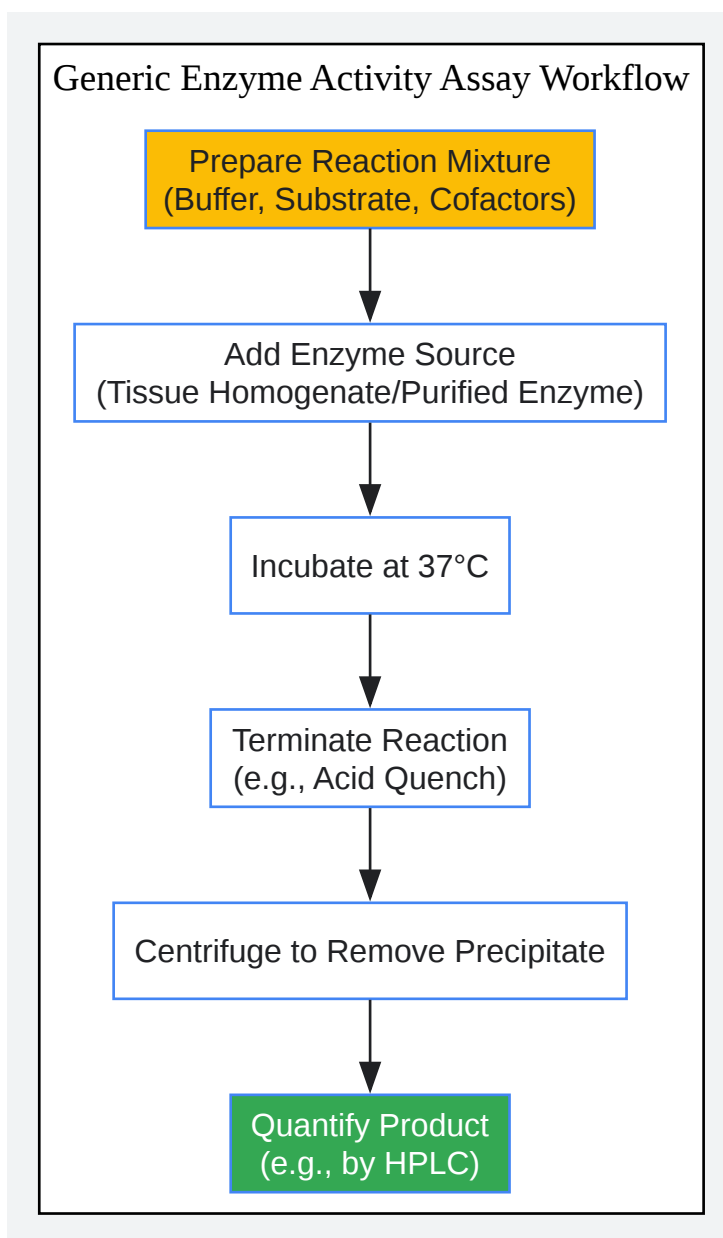 Generic Enzyme Activity Assay Workflow
Prepare Reaction Mixture
(Buffer, Substrate, Cofactors)
Add Enzyme Source
(Tissue Homogenate/Purified Enzyme)
Incubate at 37°C
Terminate Reaction
(e.g., Acid Quench)
Centrifuge to Remove Precipitate
Quantify Product
(e.g., by HPLC)